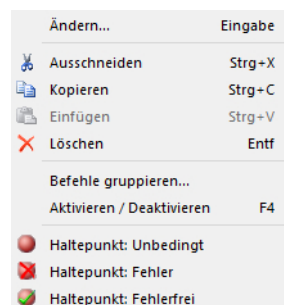 Ändern... Eingabe
Ausschneiden Strg+X
Kopieren Strg+C
Einfügen Strg+V
Löschen Entf
Befehle gruppieren...
Aktivieren / Deaktivieren F4
Haltepunkt: Unbedingt
Haltepunkt: Fehler
Haltepunkt: Fehlerfrei